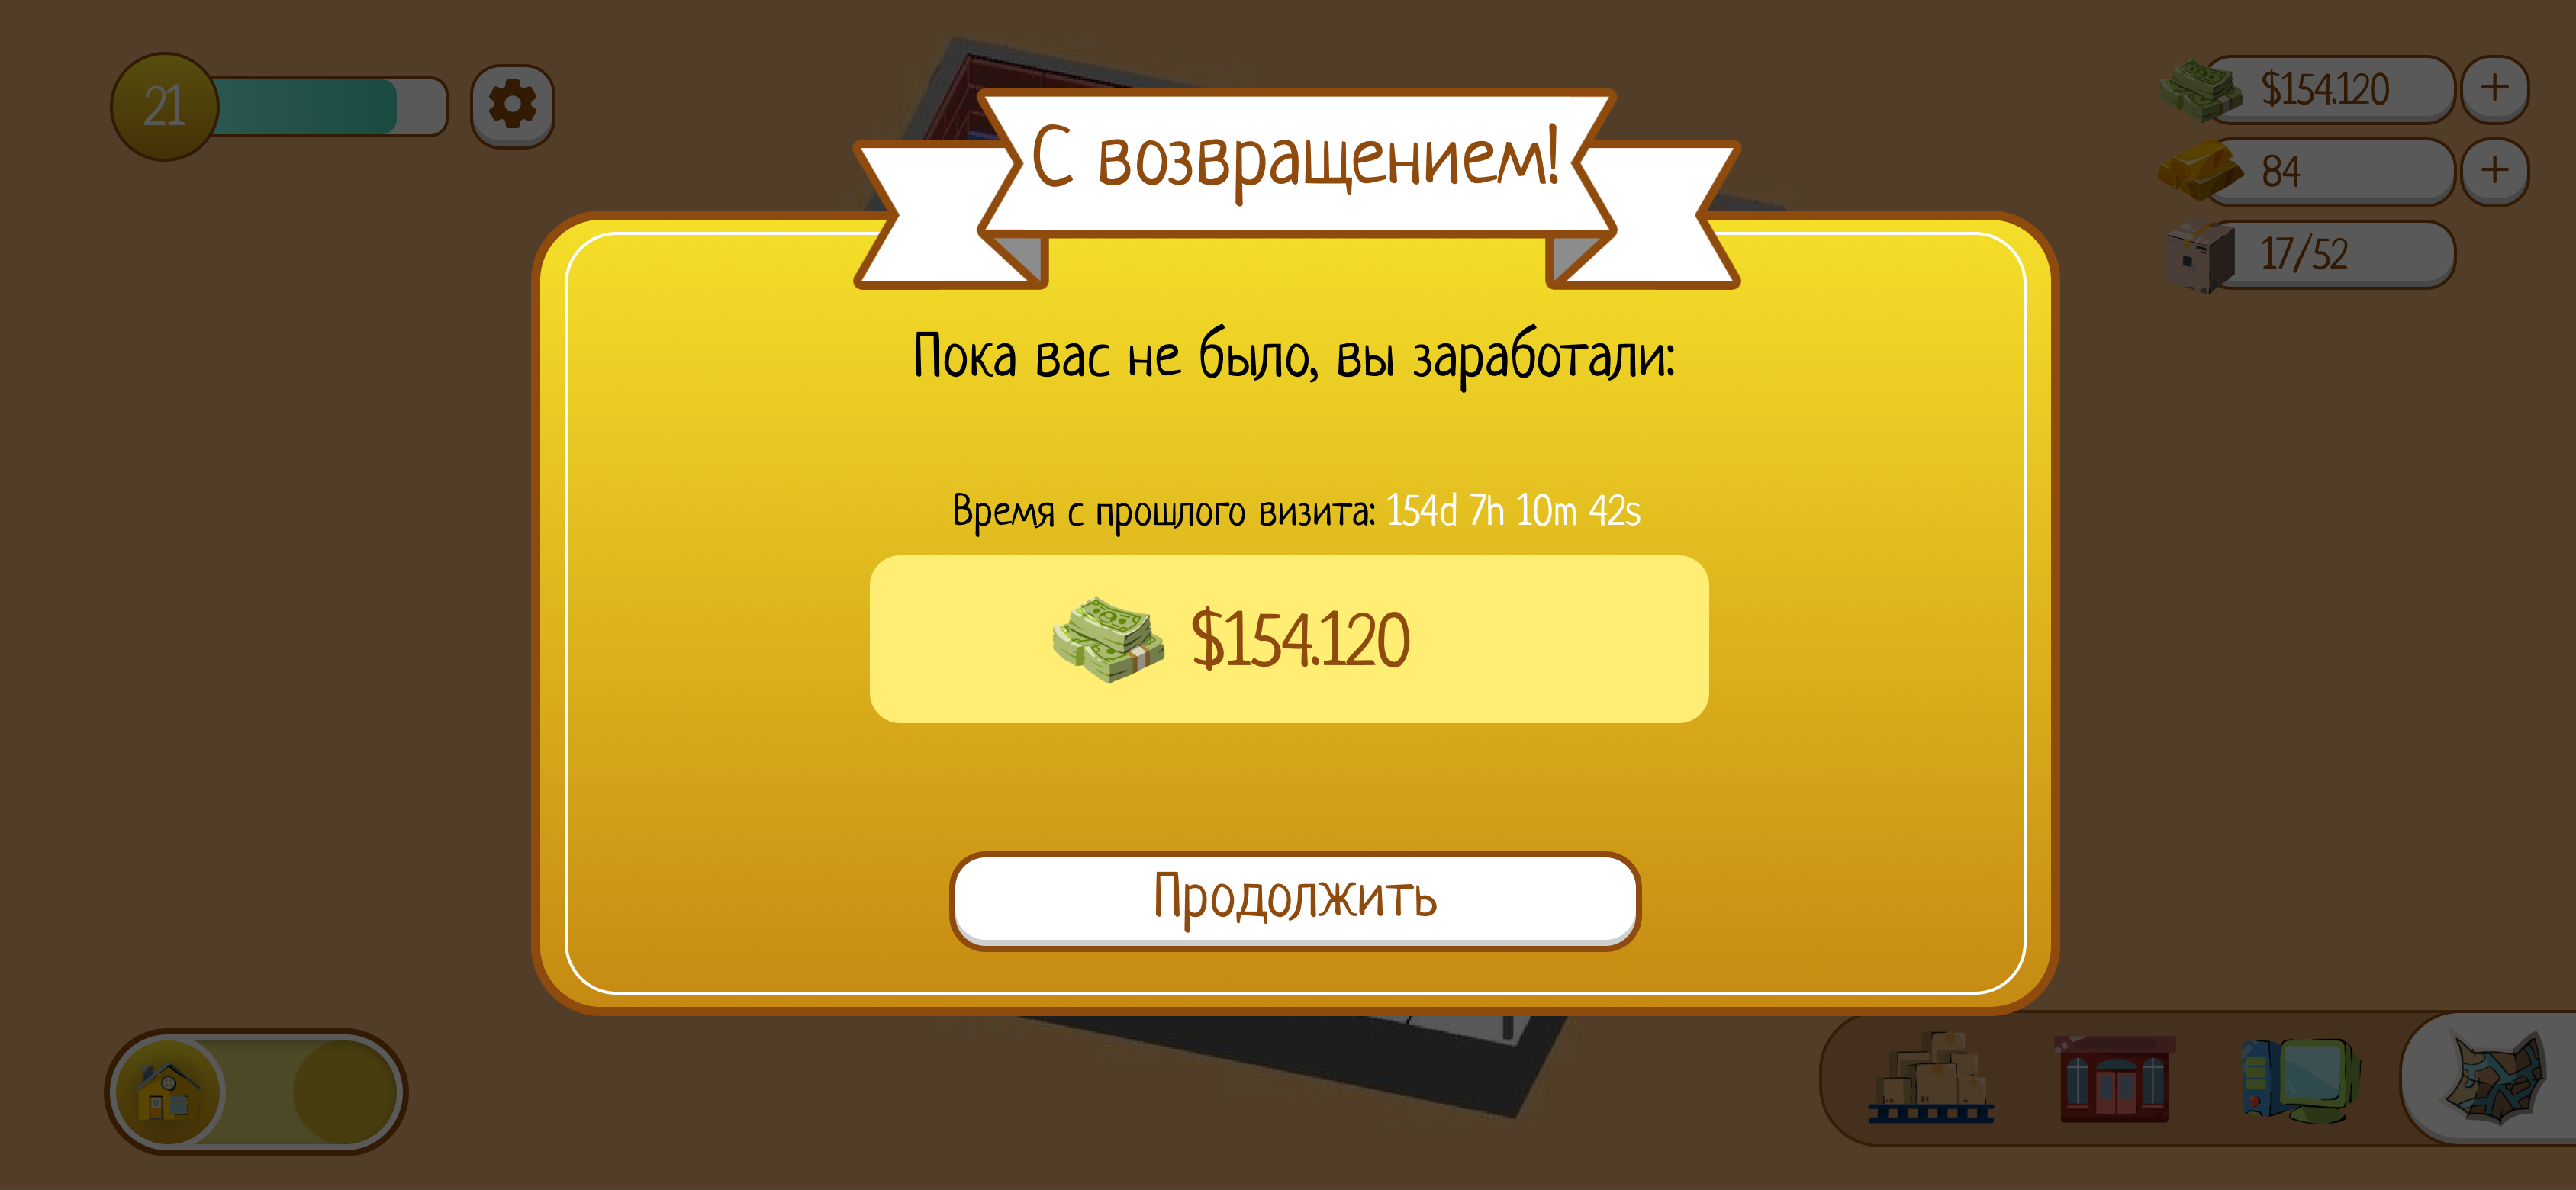 21
$154.120
+
84
+
17/52
С возвращением!
Пока вас не было, вы заработали:
Время с прошлого визита: 154d 7h 10m 42s
$154.120
Продолжить